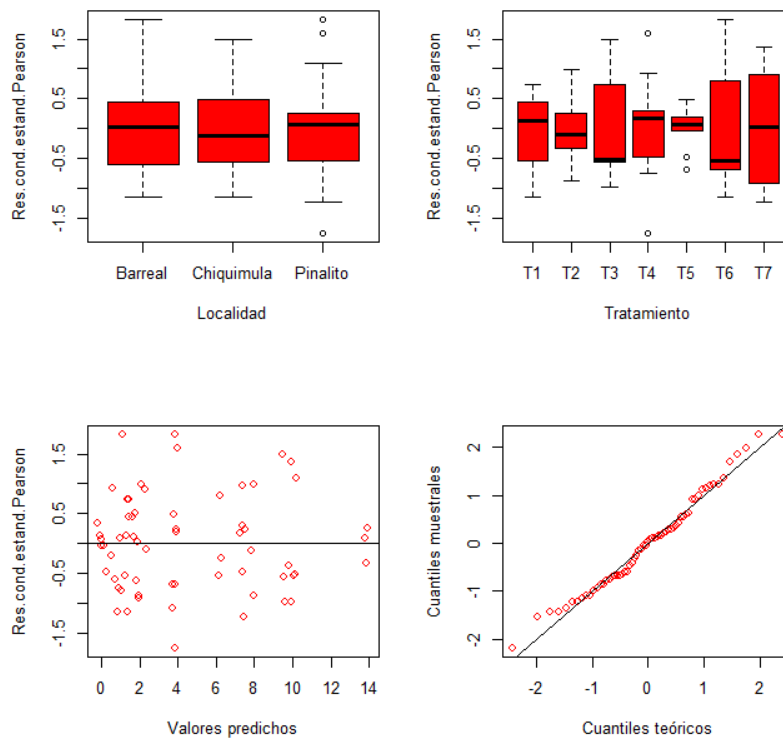 Res.cond.estand.Pearson
1.5
0.5
-0.5
-1.5
Barreal Chiquimula Pinalito
Localidad
Res.cond.estand.Pearson
1.5
0.5
-0.5
-1.5
T1 T2 T3 T4 T5 T6 T7
Tratamiento
Res.cond.estand.Pearson
1.5
0.5
-0.5
-1.5
0 2 4 6 8 10 12 14
Valores predichos
Cuantiles muestrales
2
1
0
-1
-2
-2 -1 0 1 2
Cuantiles teóricos